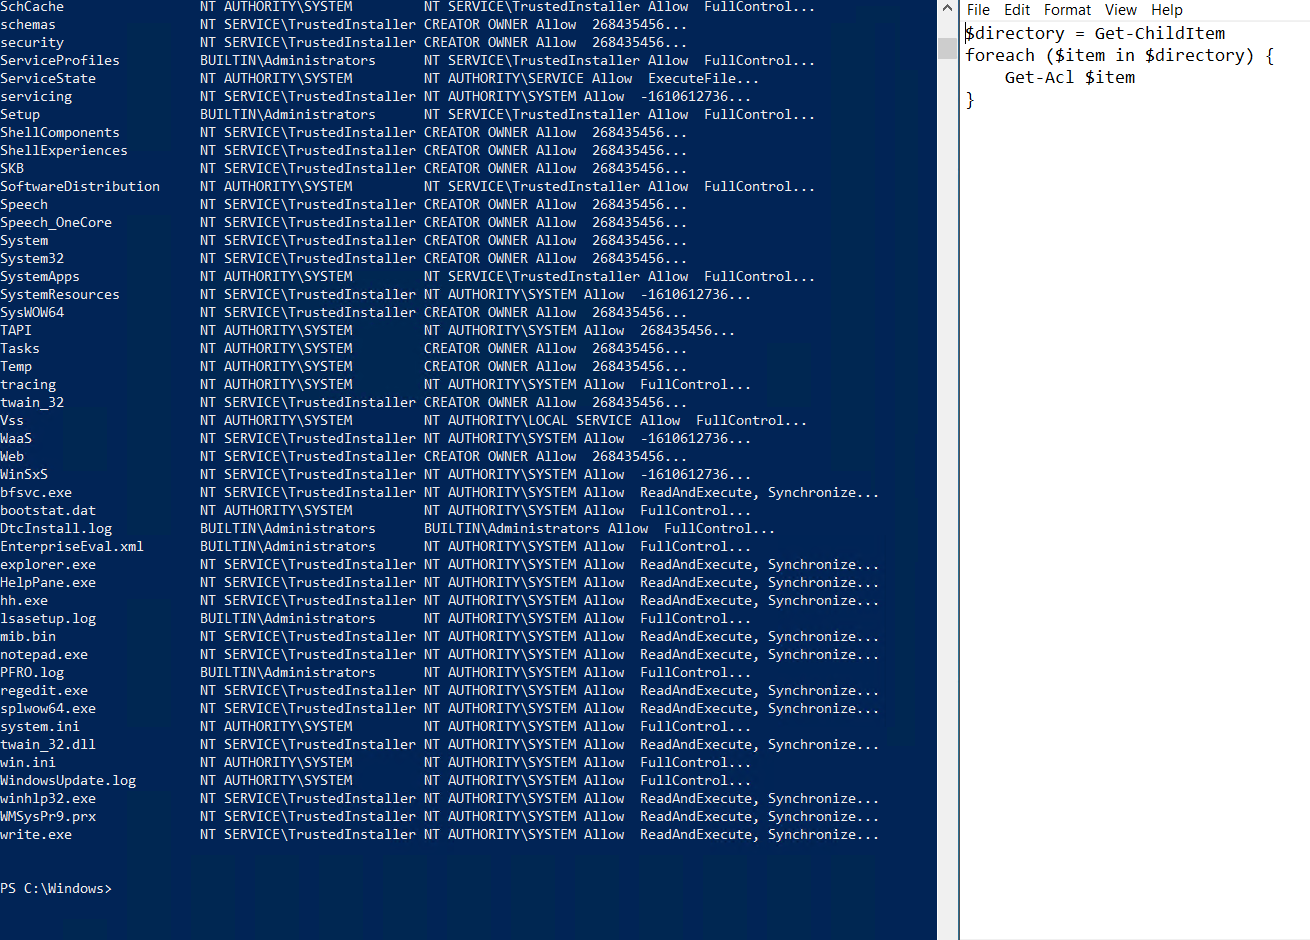 SchCache NT AUTHORITY\SYSTEM NT SERVICE\TrustedInstaller Allow FullControl...
schemas NT SERVICE\TrustedInstaller CREATOR OWNER Allow 268435456...
security NT SERVICE\TrustedInstaller CREATOR OWNER Allow 268435456...
ServiceProfiles BUILTIN\Administrators NT SERVICE\TrustedInstaller Allow FullControl...
ServiceState NT AUTHORITY\SYSTEM NT AUTHORITY\SERVICE Allow ExecuteFile...
servicing NT SERVICE\TrustedInstaller NT AUTHORITY\SYSTEM Allow -1610612736...
Setup BUILTIN\Administrators NT SERVICE\TrustedInstaller Allow FullControl...
ShellComponents NT SERVICE\TrustedInstaller CREATOR OWNER Allow 268435456...
ShellExperiences NT SERVICE\TrustedInstaller CREATOR OWNER Allow 268435456...
SKB NT SERVICE\TrustedInstaller CREATOR OWNER Allow 268435456...
SoftwareDistribution NT AUTHORITY\SYSTEM NT SERVICE\TrustedInstaller Allow FullControl...
Speech NT SERVICE\TrustedInstaller CREATOR OWNER Allow 268435456...
Speech_OneCore NT SERVICE\TrustedInstaller CREATOR OWNER Allow 268435456...
System NT SERVICE\TrustedInstaller CREATOR OWNER Allow 268435456...
System32 NT SERVICE\TrustedInstaller CREATOR OWNER Allow 268435456...
SystemApps NT AUTHORITY\SYSTEM NT SERVICE\TrustedInstaller Allow FullControl...
SystemResources NT SERVICE\TrustedInstaller NT AUTHORITY\SYSTEM Allow -1610612736...
SysWOW64 NT SERVICE\TrustedInstaller CREATOR OWNER Allow 268435456...
TAPI NT AUTHORITY\SYSTEM NT AUTHORITY\SYSTEM Allow 268435456...
Tasks NT AUTHORITY\SYSTEM CREATOR OWNER Allow 268435456...
Temp NT AUTHORITY\SYSTEM CREATOR OWNER Allow 268435456...
tracing NT AUTHORITY\SYSTEM NT AUTHORITY\SYSTEM Allow FullControl...
twain_32 NT SERVICE\TrustedInstaller CREATOR OWNER Allow 268435456...
Vss NT AUTHORITY\SYSTEM NT AUTHORITY\LOCAL SERVICE Allow FullControl...
WaaS NT SERVICE\TrustedInstaller NT AUTHORITY\SYSTEM Allow -1610612736...
Web NT SERVICE\TrustedInstaller CREATOR OWNER Allow 268435456...
WinSxS NT SERVICE\TrustedInstaller NT AUTHORITY\SYSTEM Allow -1610612736...
bfsvc.exe NT SERVICE\TrustedInstaller NT AUTHORITY\SYSTEM Allow ReadAndExecute, Synchronize...
bootstat.dat NT AUTHORITY\SYSTEM NT AUTHORITY\SYSTEM Allow FullControl...
DtcInstall.log BUILTIN\Administrators BUILTIN\Administrators Allow FullControl...
EnterpriseEval.xml BUILTIN\Administrators NT AUTHORITY\SYSTEM Allow FullControl...
explorer.exe NT SERVICE\TrustedInstaller NT AUTHORITY\SYSTEM Allow ReadAndExecute, Synchronize...
HelpPane.exe NT SERVICE\TrustedInstaller NT AUTHORITY\SYSTEM Allow ReadAndExecute, Synchronize...
hh.exe NT SERVICE\TrustedInstaller NT AUTHORITY\SYSTEM Allow ReadAndExecute, Synchronize...
lsasetup.log BUILTIN\Administrators NT AUTHORITY\SYSTEM Allow FullControl...
mib.bin NT SERVICE\TrustedInstaller NT AUTHORITY\SYSTEM Allow ReadAndExecute, Synchronize...
notepad.exe NT SERVICE\TrustedInstaller NT AUTHORITY\SYSTEM Allow ReadAndExecute, Synchronize...
PFRO.log BUILTIN\Administrators NT AUTHORITY\SYSTEM Allow FullControl...
regedit.exe NT SERVICE\TrustedInstaller NT AUTHORITY\SYSTEM Allow ReadAndExecute, Synchronize...
splwow64.exe NT SERVICE\TrustedInstaller NT AUTHORITY\SYSTEM Allow ReadAndExecute, Synchronize...
system.ini NT AUTHORITY\SYSTEM NT AUTHORITY\SYSTEM Allow FullControl...
twain_32.dll NT SERVICE\TrustedInstaller NT AUTHORITY\SYSTEM Allow ReadAndExecute, Synchronize...
win.ini NT AUTHORITY\SYSTEM NT AUTHORITY\SYSTEM Allow FullControl...
WindowsUpdate.log NT AUTHORITY\SYSTEM NT AUTHORITY\SYSTEM Allow FullControl...
winhlp32.exe NT SERVICE\TrustedInstaller NT AUTHORITY\SYSTEM Allow ReadAndExecute, Synchronize...
WMSysPr9.prx NT SERVICE\TrustedInstaller NT AUTHORITY\SYSTEM Allow ReadAndExecute, Synchronize...
write.exe NT SERVICE\TrustedInstaller NT AUTHORITY\SYSTEM Allow ReadAndExecute, Synchronize...
PS C:\Windows>
File Edit Format View Help
$directory = Get-ChildItem
foreach ($item in $directory) {
    Get-Acl $item
}